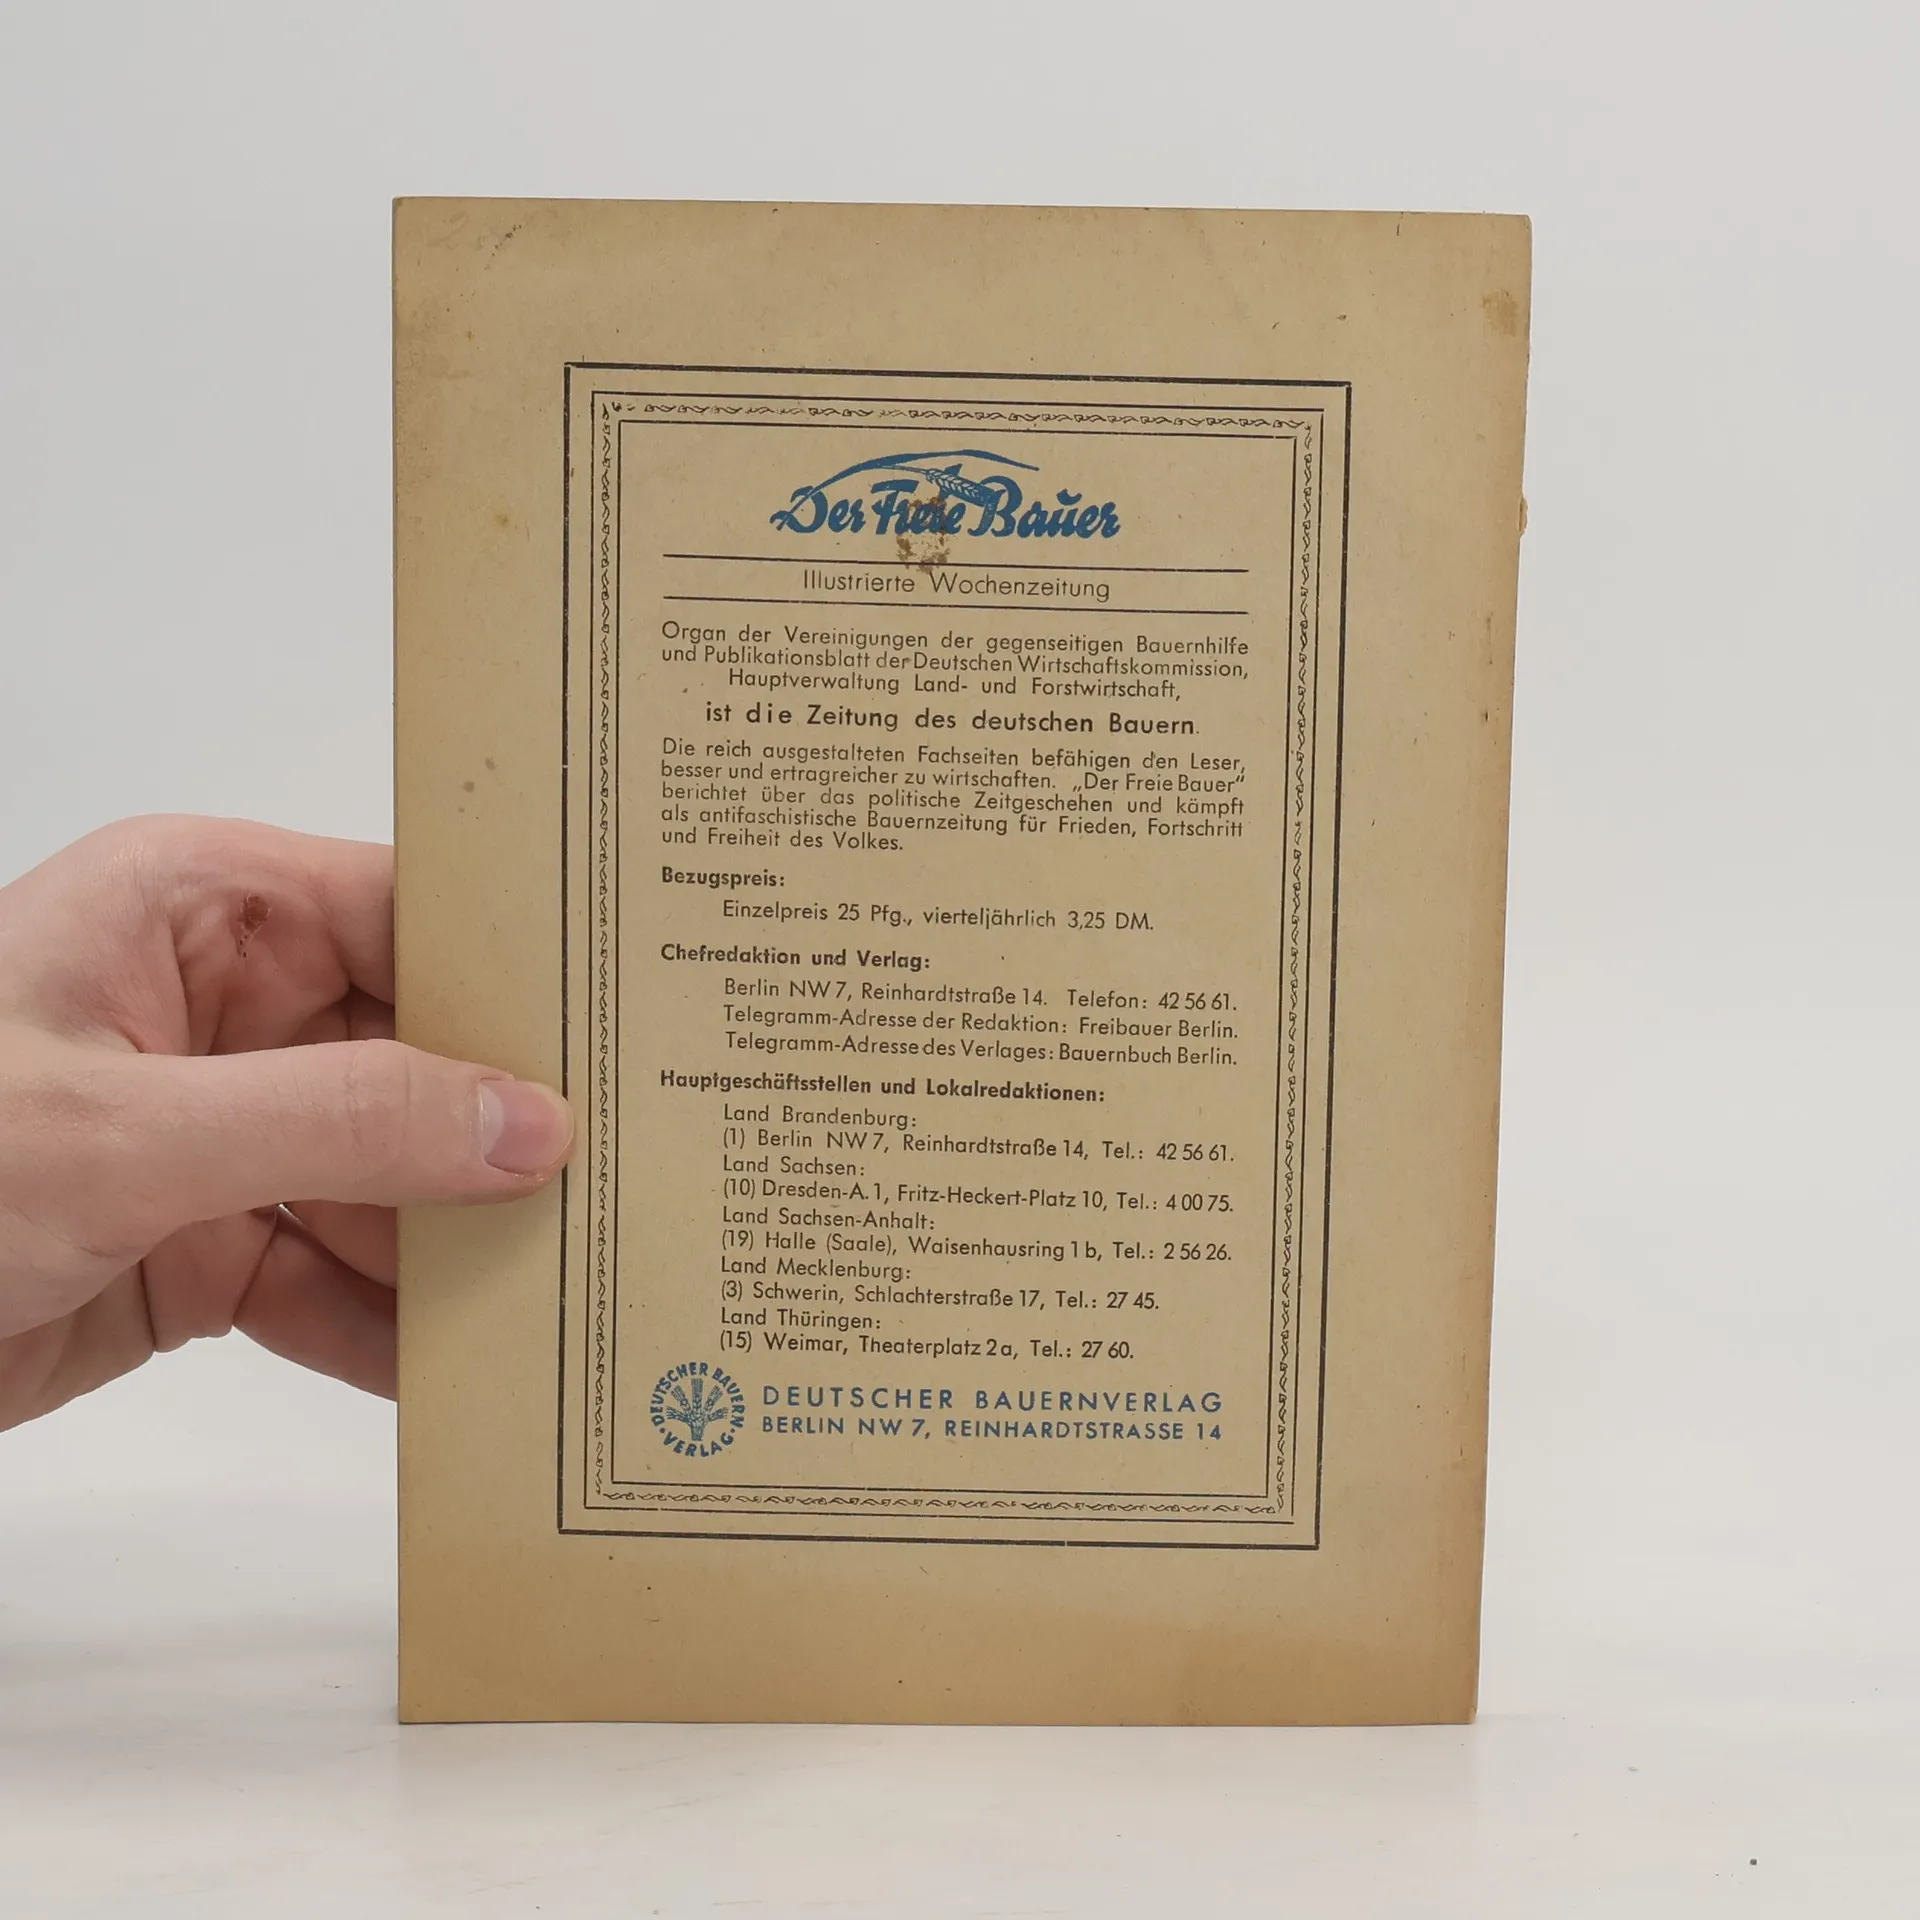 Der Freie Bauer
Illustrierte Wochenzeitung
Organ der Vereinigungen der gegenseitigen Bauernhilfe
und Publikationsblatt der Deutschen Wirtschaftskommission,
Hauptverwaltung Land- und Forstwirtschaft,
ist die Zeitung des deutschen Bauern.
Die reich ausgestalteten Fachseiten befähigen den Leser,
besser und ertragreicher zu wirtschaften. „Der Freie Bauer“
berichtet über das politische Zeitgeschehen und kämpft
als antifaschistische Bauernzeitung für Frieden, Fortschritt
und Freiheit des Volkes.
Bezugspreis:
Einzelpreis 25 Pfg., vierteljährlich 3,25 DM.
Chefredaktion und Verlag:
Berlin NW 7, Reinhardtstraße 14. Telefon: 42 56 61.
Telegramm-Adresse der Redaktion: Freibauer Berlin.
Telegramm-Adresse des Verlages: Bauernbuch Berlin.
Hauptgeschäftsstellen und Lokalredaktionen:
Land Brandenburg:
(1) Berlin NW 7, Reinhardtstraße 14, Tel.: 42 56 61.
Land Sachsen:
(10) Dresden-A. 1, Fritz-Heckert-Platz 10, Tel.: 4 00 75.
Land Sachsen-Anhalt:
(19) Halle (Saale), Waisenhausring 1 b, Tel.: 2 56 26.
Land Mecklenburg:
(3) Schwerin, Schlachterstraße 17, Tel.: 27 45.
Land Thüringen:
(15) Weimar, Theaterplatz 2 a, Tel.: 27 60.
DEUTSCHER BAUERN VERLAG
DEUTSCHER BAUERNVERLAG
BERLIN NW 7, REINHARDTSTRASSE 14